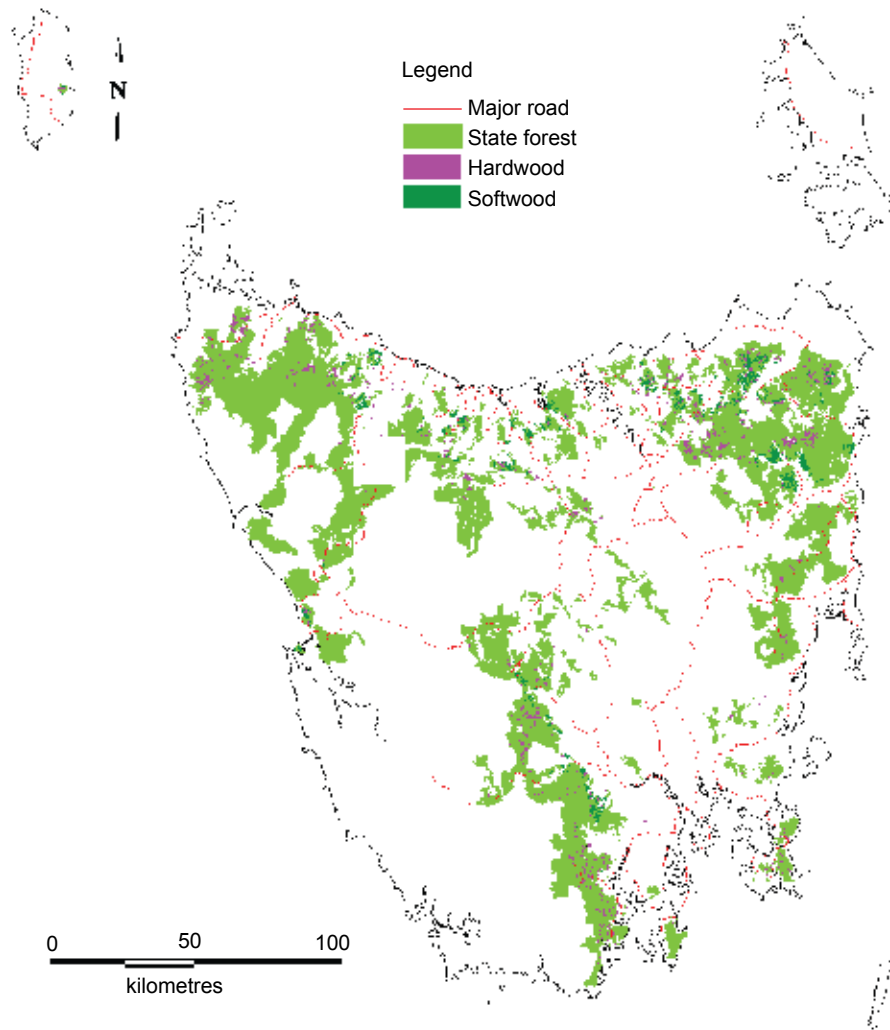 N
Legend
Major road
State forest
Hardwood
Softwood
0 50 100
kilometres